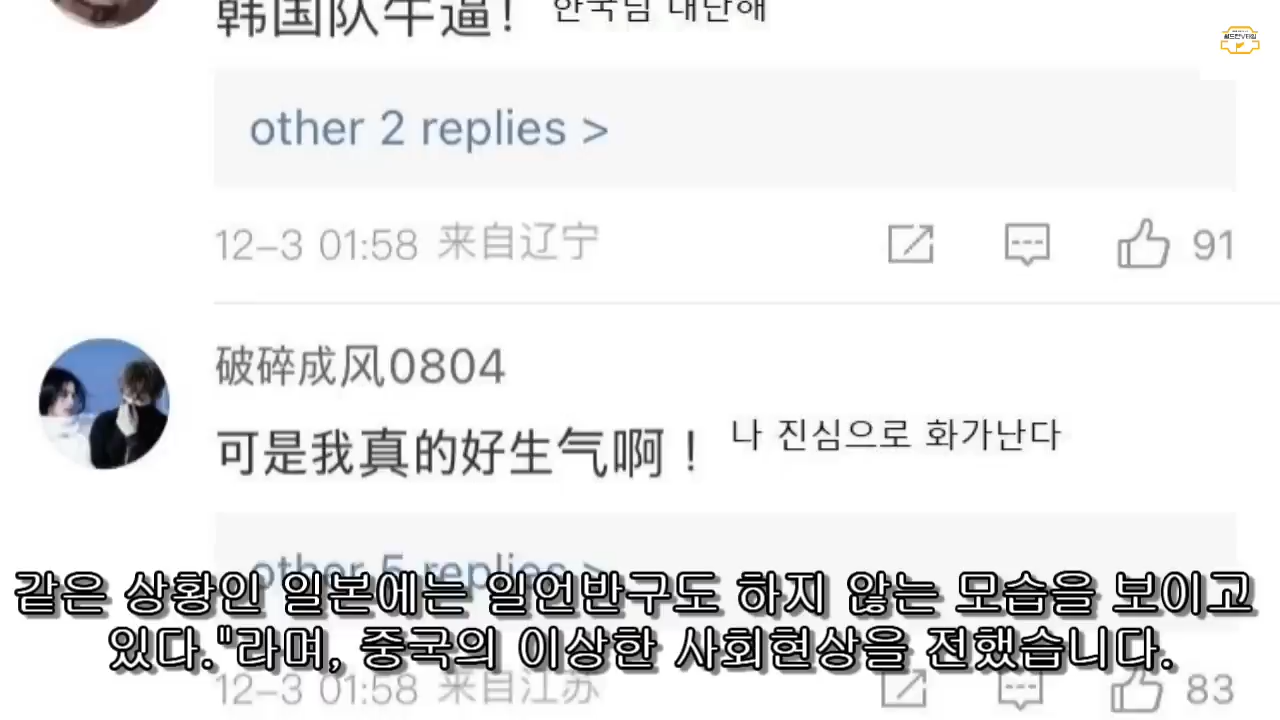 韩国队牛逼! 한국팀 대단해
other 2 replies >
12-3 01:58 来自辽宁 91
破碎成风0804
可是我真的好生气啊! 나 진심으로 화가난다
other 5 replies >
같은 상황인 일본에는 일언반구도 하지 않는 모습을 보이고
있다."라며, 중국의 이상한 사회현상을 전했습니다.
12-3 01:58 来自江苏 83